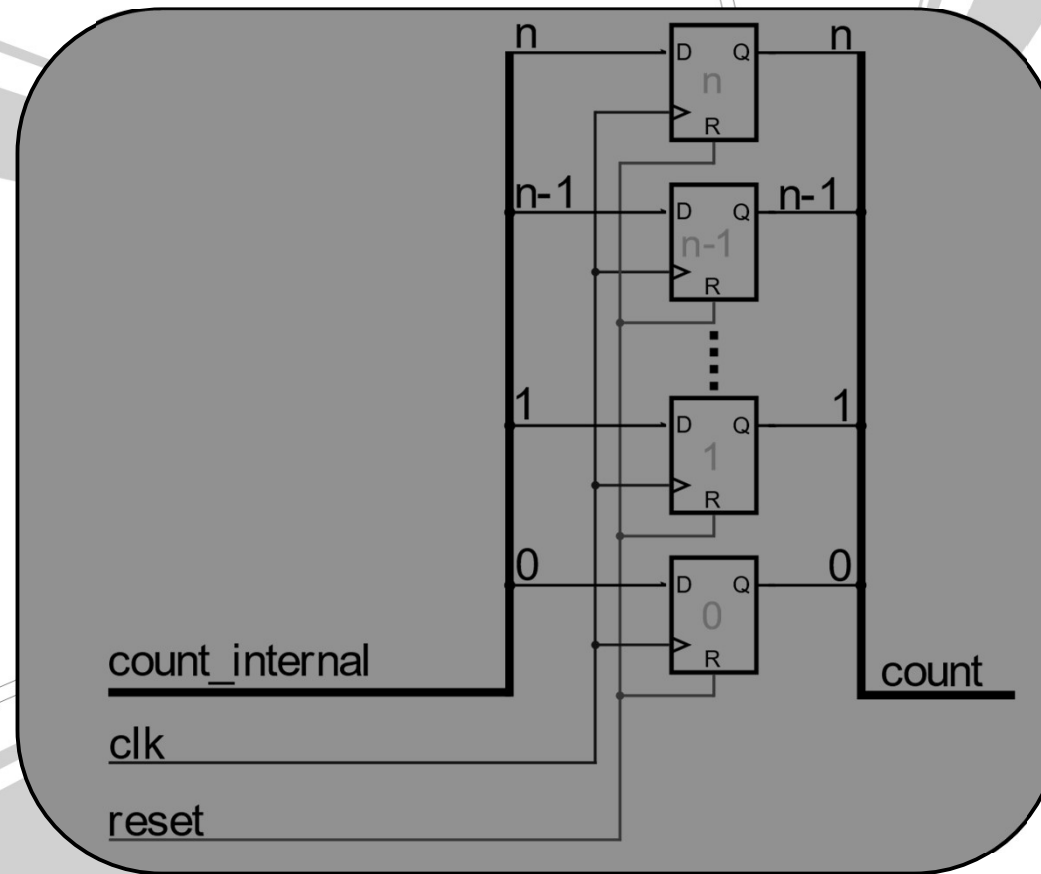 n n
D Q
n
R
n-1 n-1
D Q
n-1
R
1 1
D Q
1
R
0 0
D Q
0
R
count_internal count
clk
reset